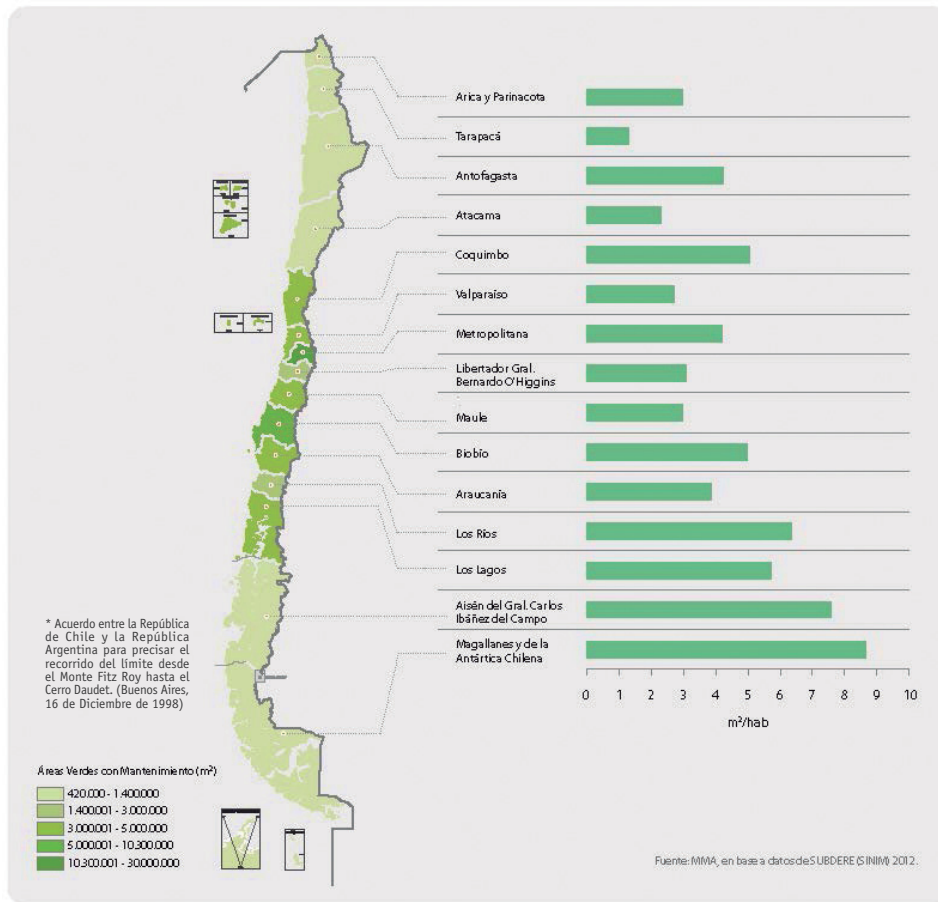 Arica y Parinacota
Tarapacá
Antofagasta
Atacama
Coquimbo
Valparaíso
Metropolitana
Libertador Gral.
Bernardo O'Higgins
Maule
Biobío
Araucanía
Los Ríos
Los Lagos
Aisén del Gral. Carlos
Ibáñez del Campo
Magallanes y de la
Antártica Chilena
0 1 2 3 4 5 6 7 8 9 10
m²/hab
* Acuerdo entre la República
de Chile y la República
Argentina para precisar el
recorrido del límite desde
el Monte Fitz Roy hasta el
Cerro Daudet. (Buenos Aires,
16 de Diciembre de 1998)
Áreas Verdes con Mantenimiento (m²)
420.000 - 1.400.000
1.400.001 - 3.000.000
3.000.001 - 5.000.000
5.000.001 - 10.300.000
10.300.001 - 30.000.000
Fuente: MMA, en base a datos de SUBDERE (SINIM) 2012.